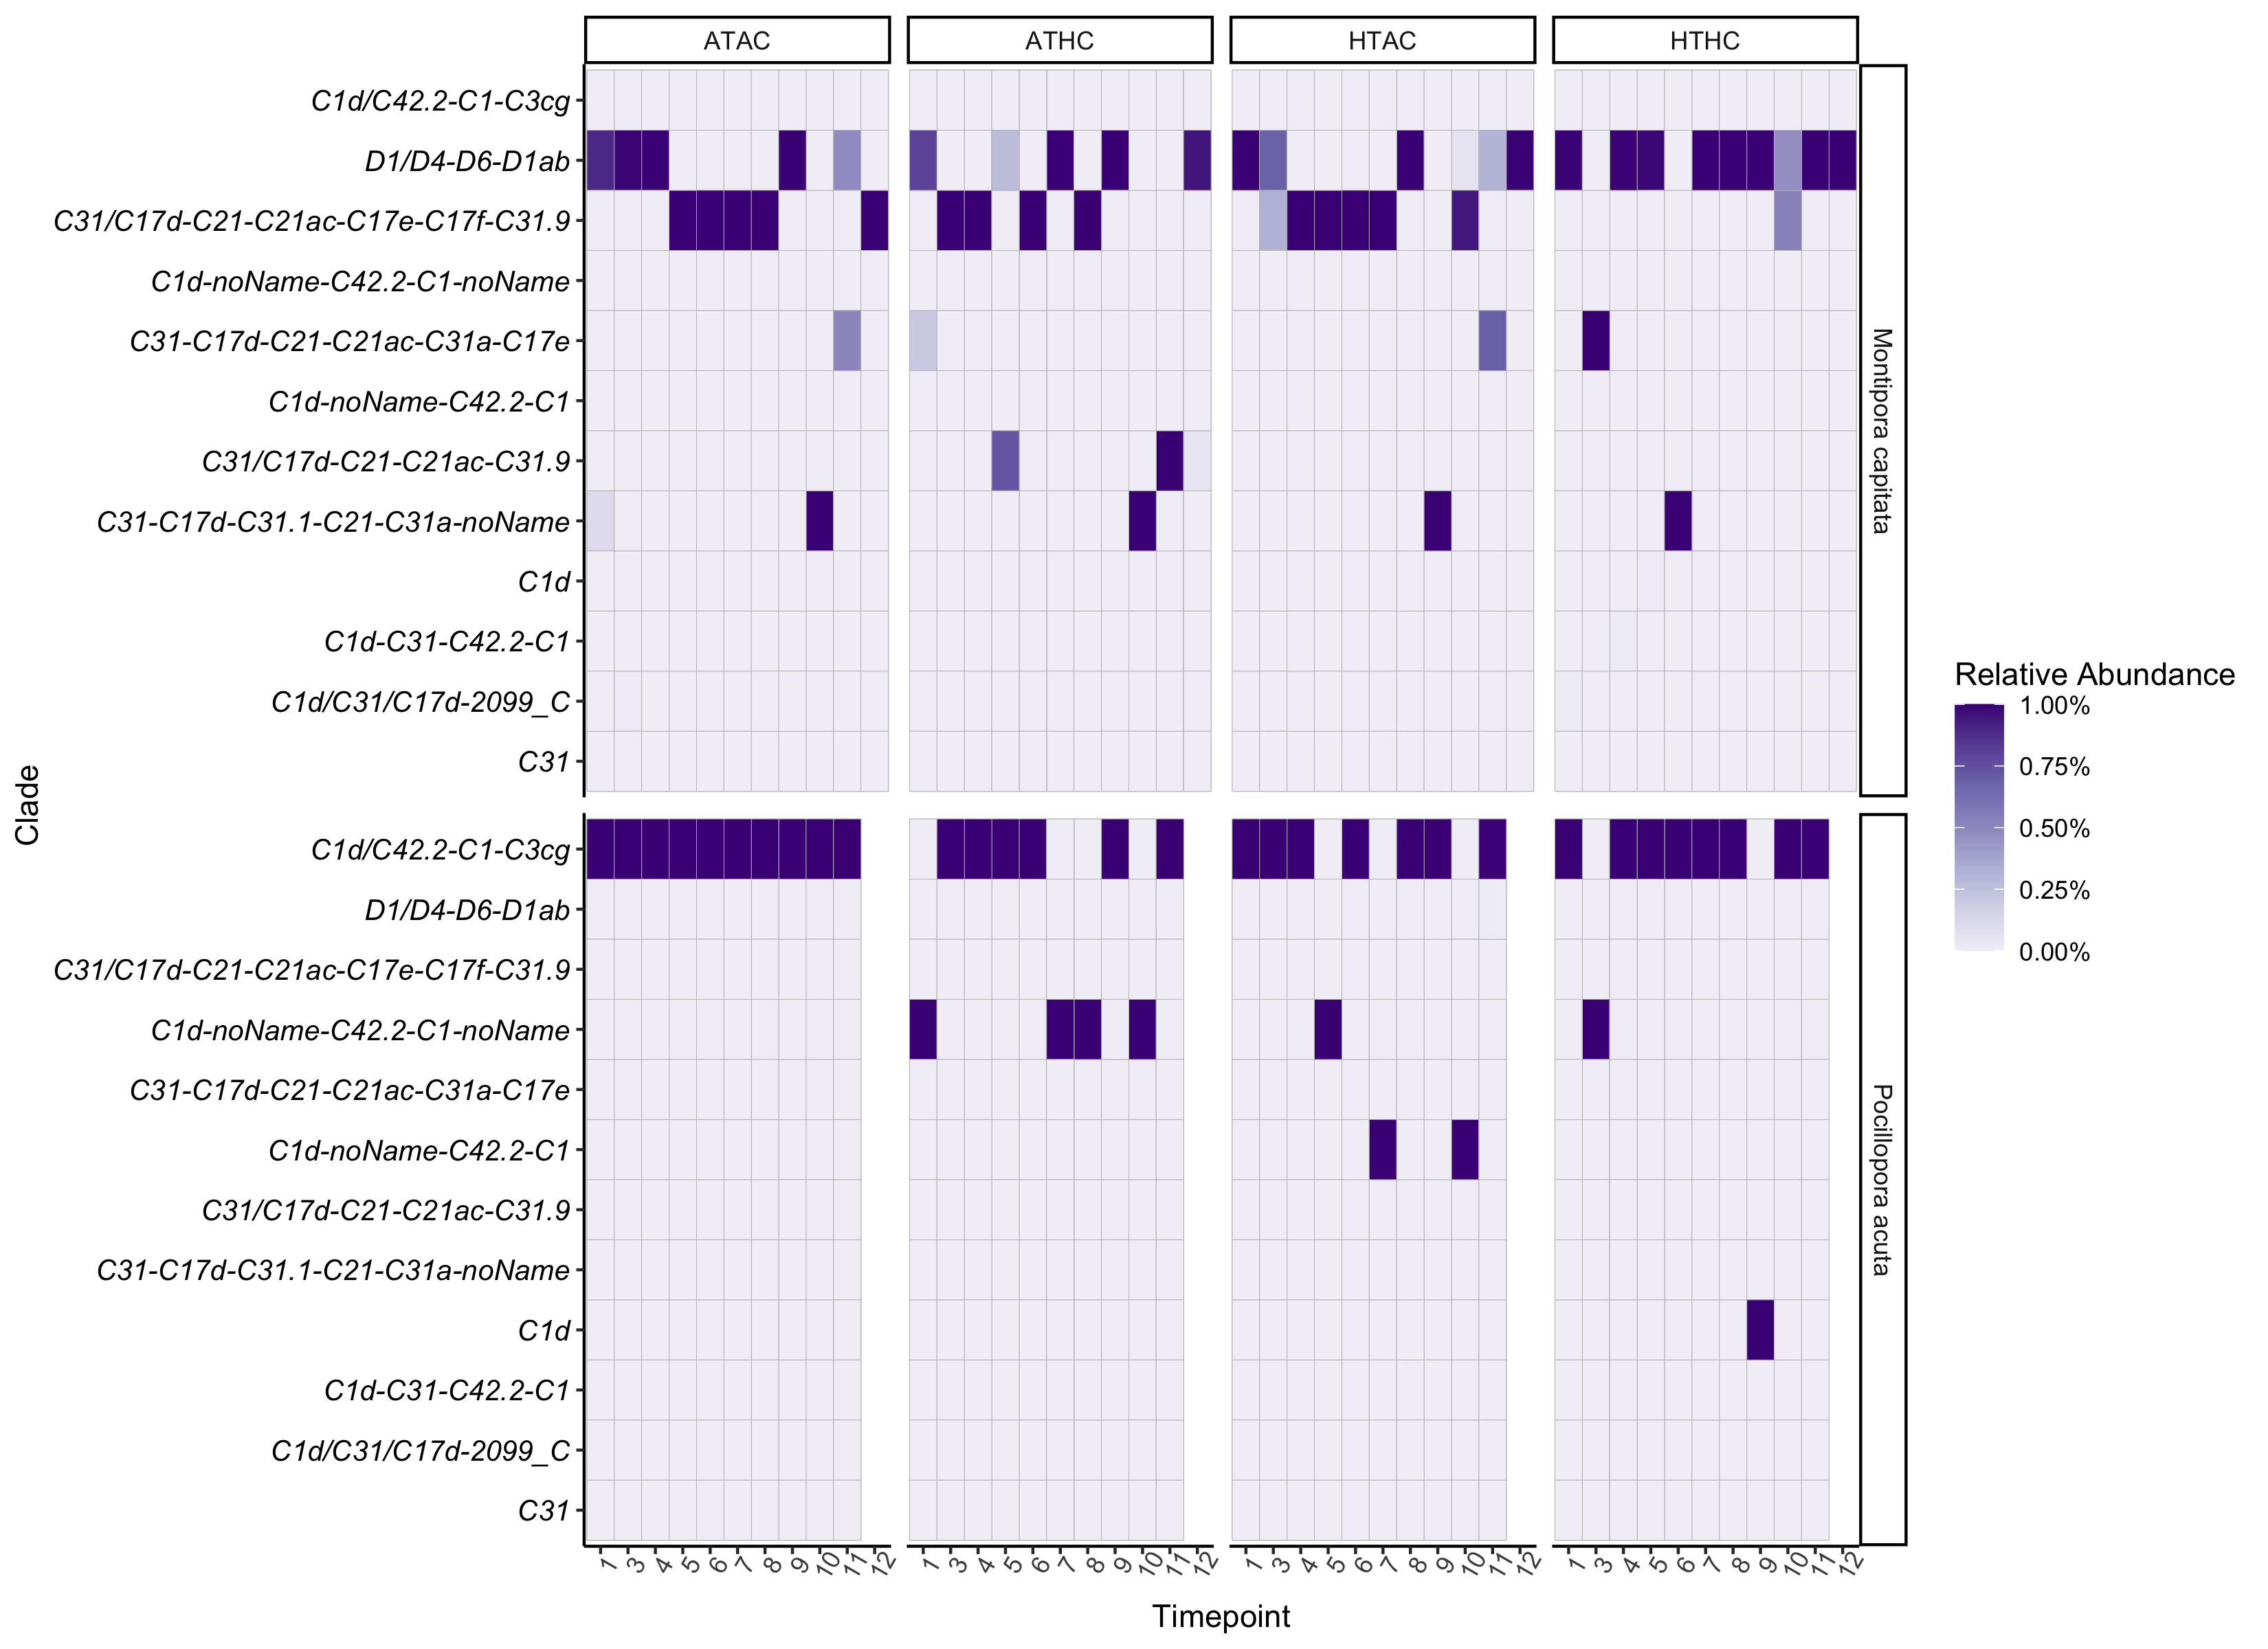 ATAC
ATHC
HTAC
HTHC
C1d/C42.2-C1-C3cg
D1/D4-D6-D1ab
C31/C17d-C21-C21ac-C17e-C17f-C31.9
C1d-noName-C42.2-C1-noName
C31-C17d-C21-C21ac-C31a-C17e
C1d-noName-C42.2-C1
C31/C17d-C21-C21ac-C31.9
C31-C17d-C31.1-C21-C31a-noName
C1d
C1d-C31-C42.2-C1
C1d/C31/C17d-2099_C
C31
Montipora capitata
C1d/C42.2-C1-C3cg
D1/D4-D6-D1ab
C31/C17d-C21-C21ac-C17e-C17f-C31.9
C1d-noName-C42.2-C1-noName
C31-C17d-C21-C21ac-C31a-C17e
C1d-noName-C42.2-C1
C31/C17d-C21-C21ac-C31.9
C31-C17d-C31.1-C21-C31a-noName
C1d
C1d-C31-C42.2-C1
C1d/C31/C17d-2099_C
C31
Pocillopora acuta
Clade
1 3 4 5 6 7 8 9 10 11 12
1 3 4 5 6 7 8 9 10 11 12
1 3 4 5 6 7 8 9 10 11 12
1 3 4 5 6 7 8 9 10 11 12
Timepoint
Relative Abundance
1.00%
0.75%
0.50%
0.25%
0.00%